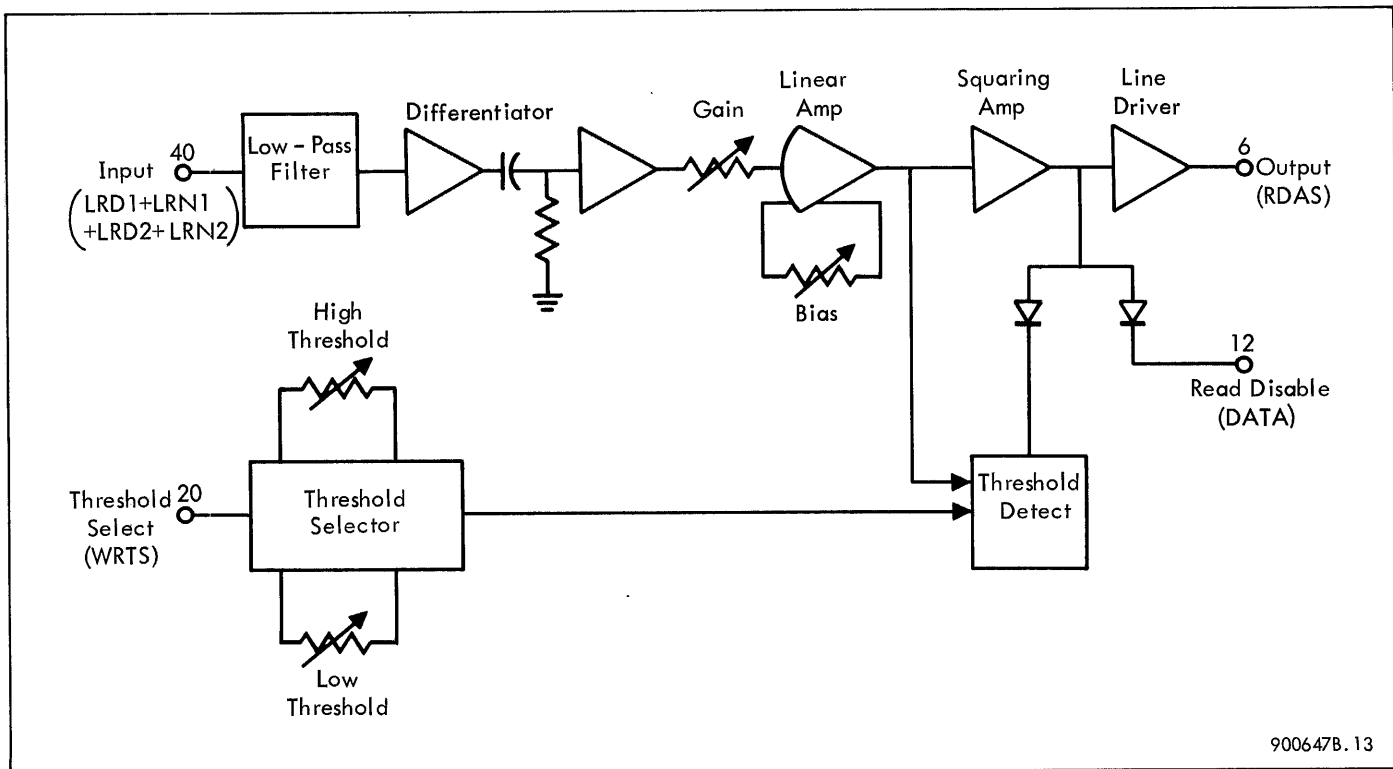 Linear
Amp
Squaring
Amp
Line
Driver
Differentiator
Gain
Low - Pass
Filter
40
Input
(LRD1+LRN1
+LRD2+LRN2)
6
Output
(RDAS)
Bias
High
Threshold
12
Read Disable
(DATA)
20
Threshold
Select
(WRTS)
Threshold
Selector
Threshold
Detect
Low
Threshold
900647B.13